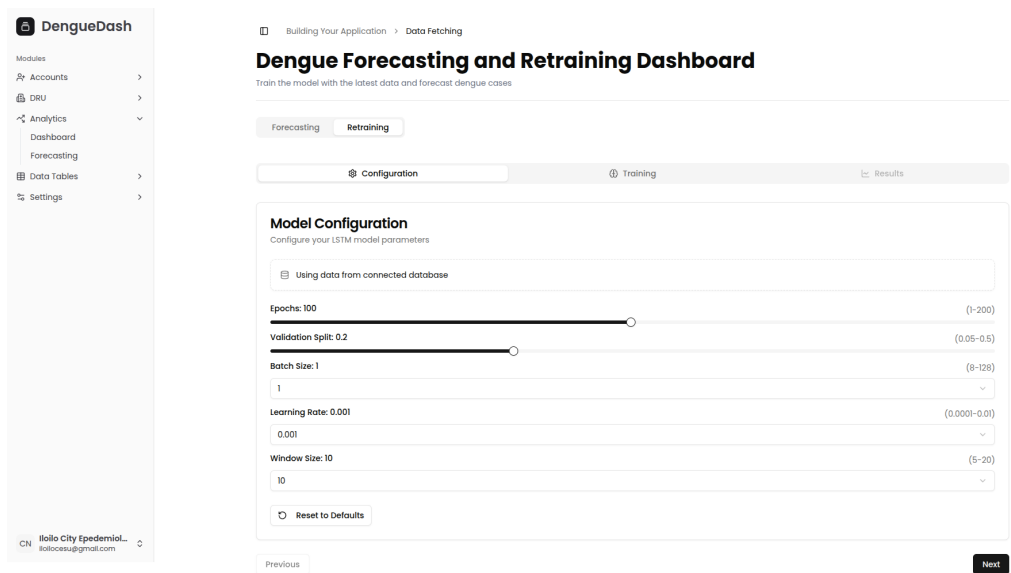 DengueDash
Modules
Accounts
DRU
Analytics
Dashboard
Forecasting
Data Tables
Settings
CN
Iloilo City Epedemiol...
iloilocesu@gmail.com
Building Your Application > Data Fetching
Dengue Forecasting and Retraining Dashboard
Train the model with the latest data and forecast dengue cases
Forecasting Retraining
Configuration Training Results
Model Configuration
Configure your LSTM model parameters
Using data from connected database
Epochs: 100 (1-200)
Validation Split: 0.2 (0.05-0.5)
Batch Size: 1 (8-128)
1
Learning Rate: 0.001 (0.0001-0.01)
0.001
Window Size: 10 (5-20)
10
Reset to Defaults
Previous Next